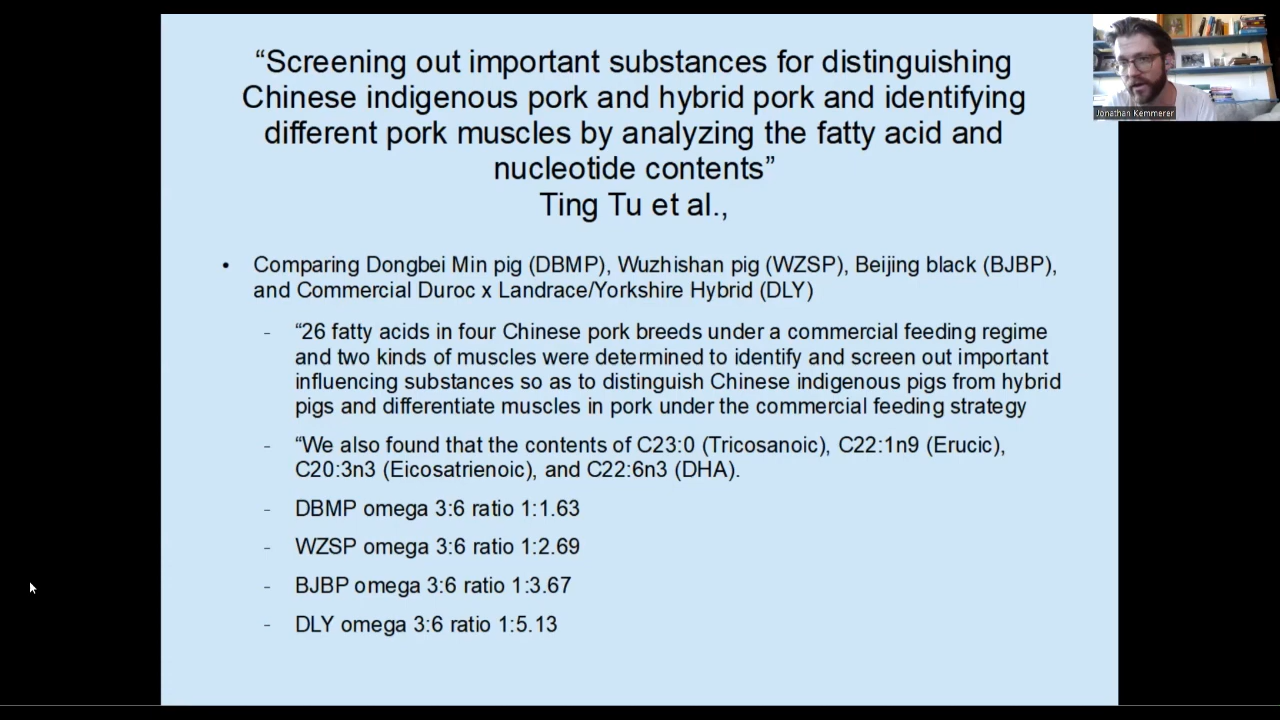 “Screening out important substances for distinguishing
Chinese indigenous pork and hybrid pork and identifying
different pork muscles by analyzing the fatty acid and
nucleotide contents”
Ting Tu et al.,
Jonathan Kemmerer
• Comparing Dongbei Min pig (DBMP), Wuzhishan pig (WZSP), Beijing black (BJBP),
and Commercial Duroc x Landrace/Yorkshire Hybrid (DLY)
- “26 fatty acids in four Chinese pork breeds under a commercial feeding regime
and two kinds of muscles were determined to identify and screen out important
influencing substances so as to distinguish Chinese indigenous pigs from hybrid
pigs and differentiate muscles in pork under the commercial feeding strategy
- “We also found that the contents of C23:0 (Tricosanoic), C22:1n9 (Erucic),
C20:3n3 (Eicosatrienoic), and C22:6n3 (DHA).
- DBMP omega 3:6 ratio 1:1.63
- WZSP omega 3:6 ratio 1:2.69
- BJBP omega 3:6 ratio 1:3.67
- DLY omega 3:6 ratio 1:5.13